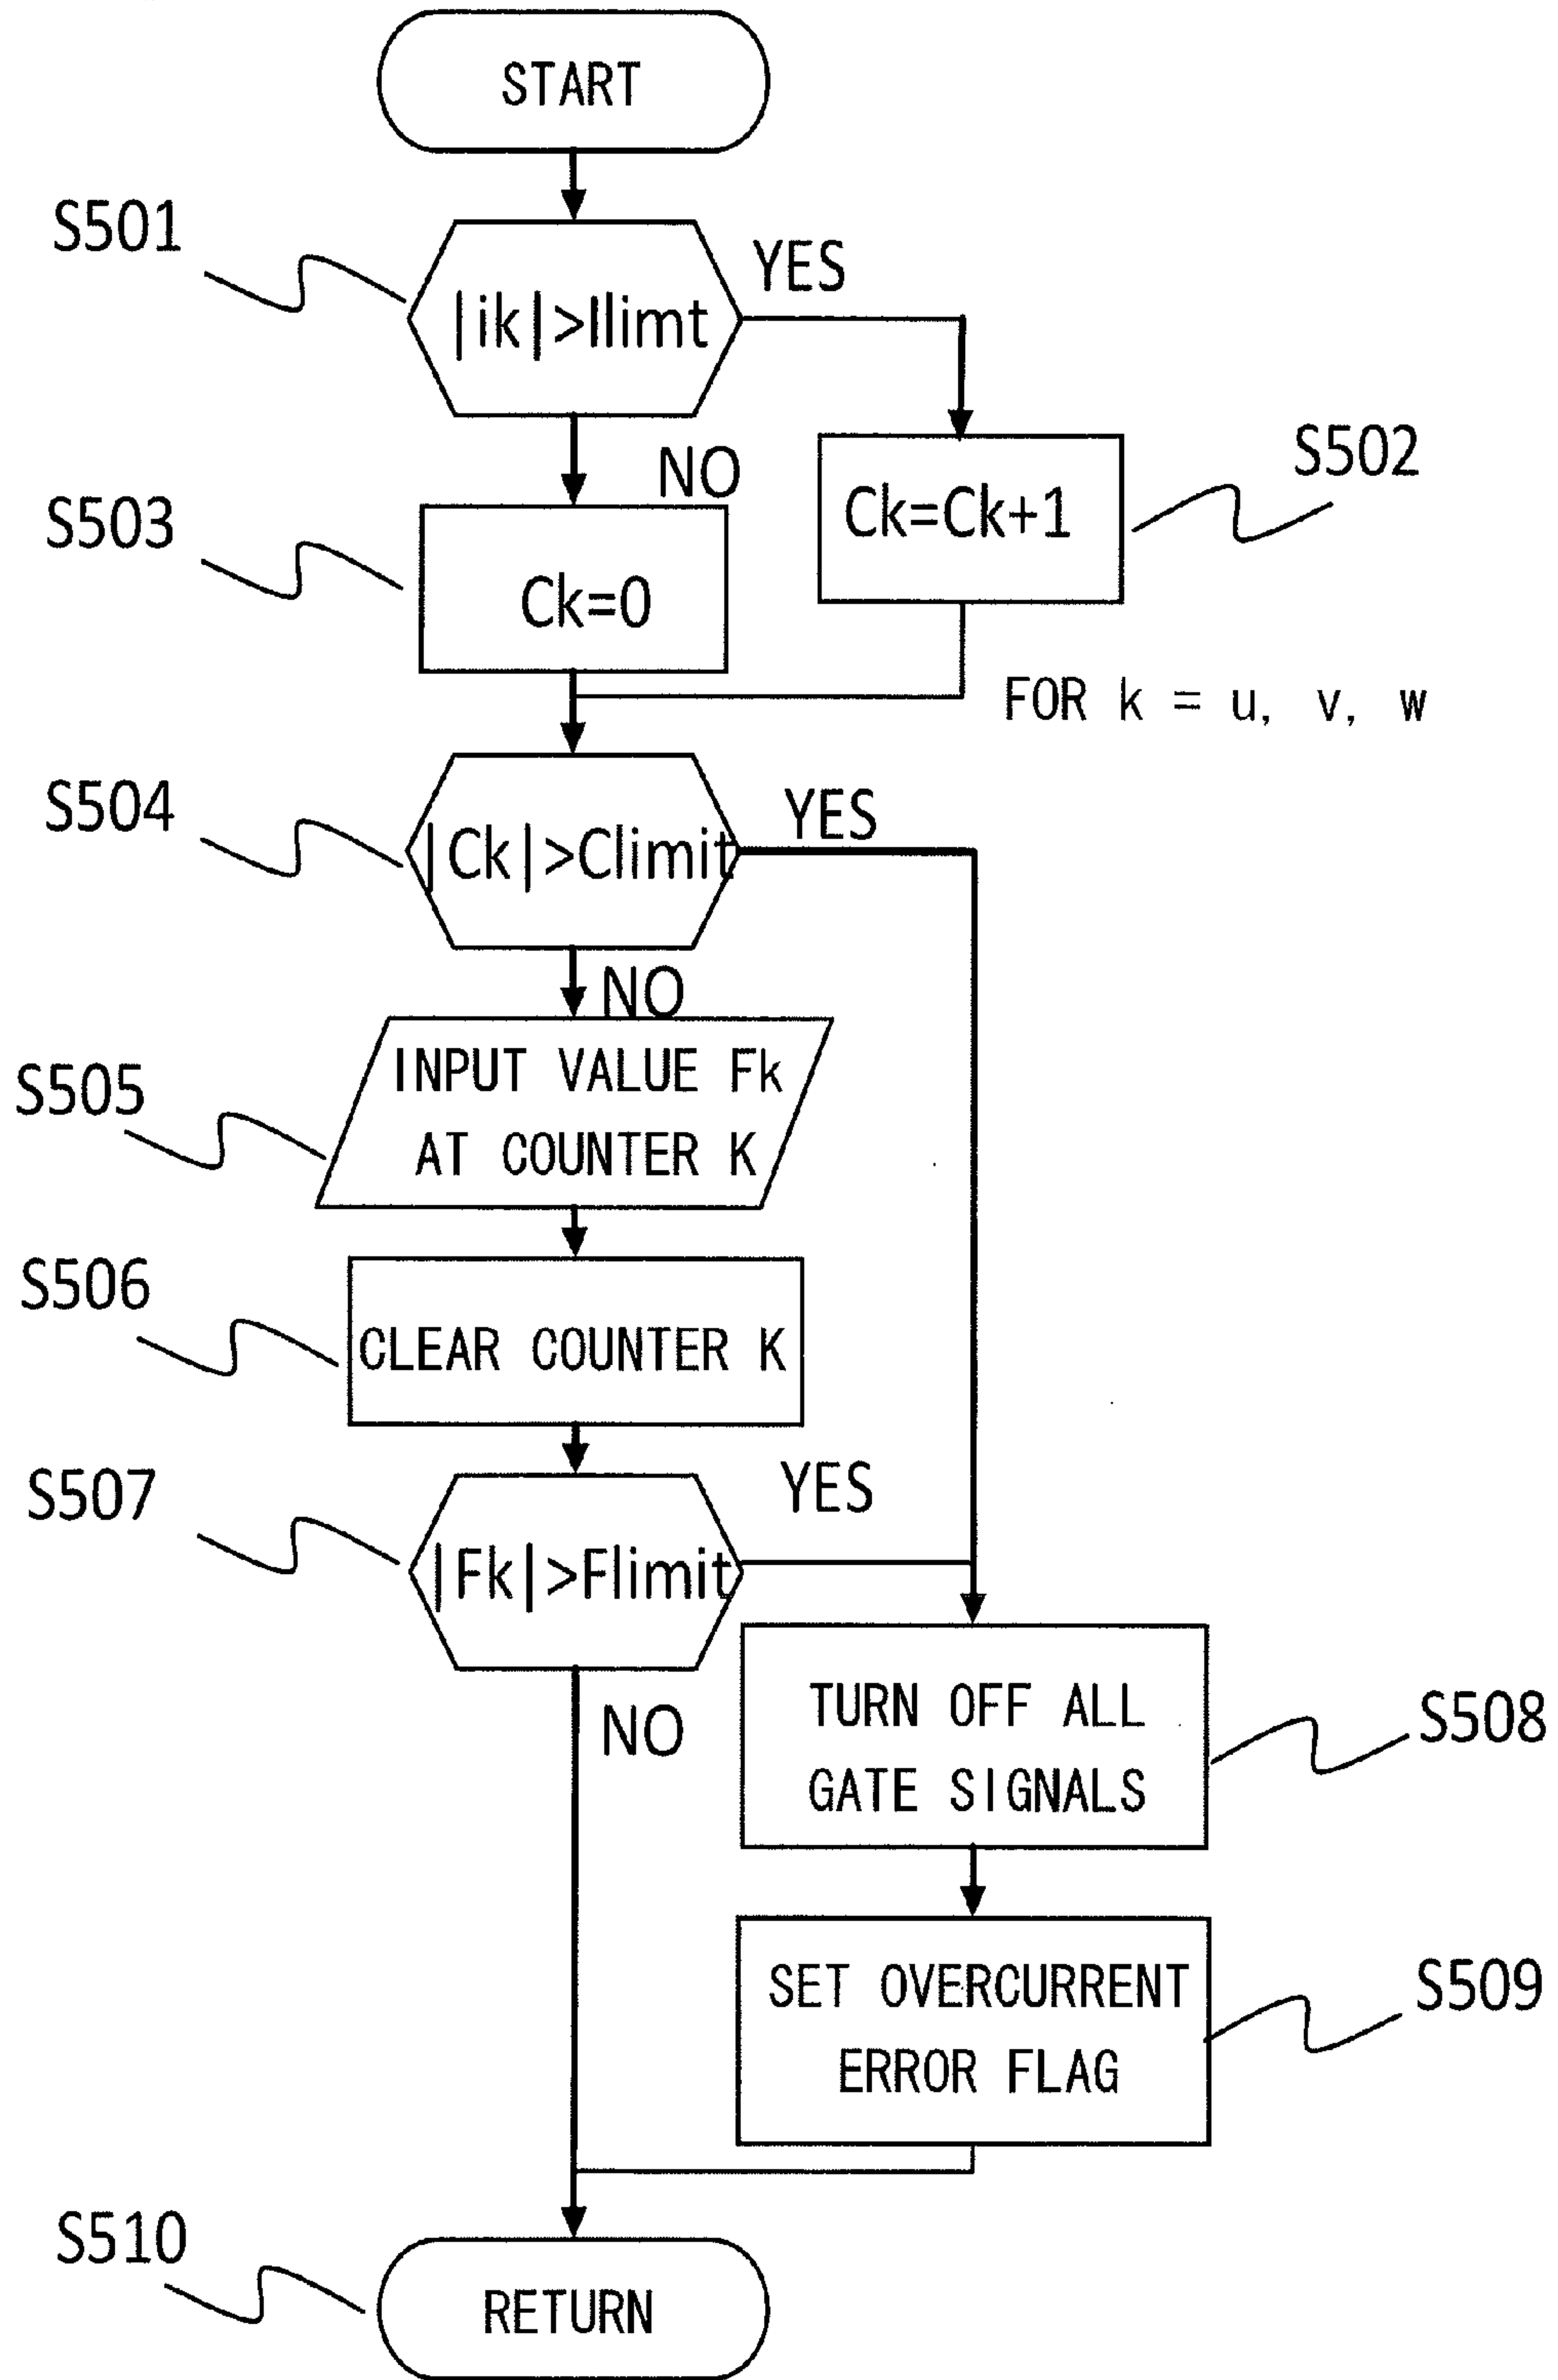 START
S501
YES
|ik|>Ilimt
NO
S502
Ck=Ck+1
S503
Ck=0
FOR k = u, v, w
S504
YES
|Ck|>Climit
NO
S505
INPUT VALUE Fk
AT COUNTER K
S506
CLEAR COUNTER K
S507
YES
|Fk|>Flimit
NO
TURN OFF ALL
GATE SIGNALS
S508
SET OVERCURRENT
ERROR FLAG
S509
S510
RETURN